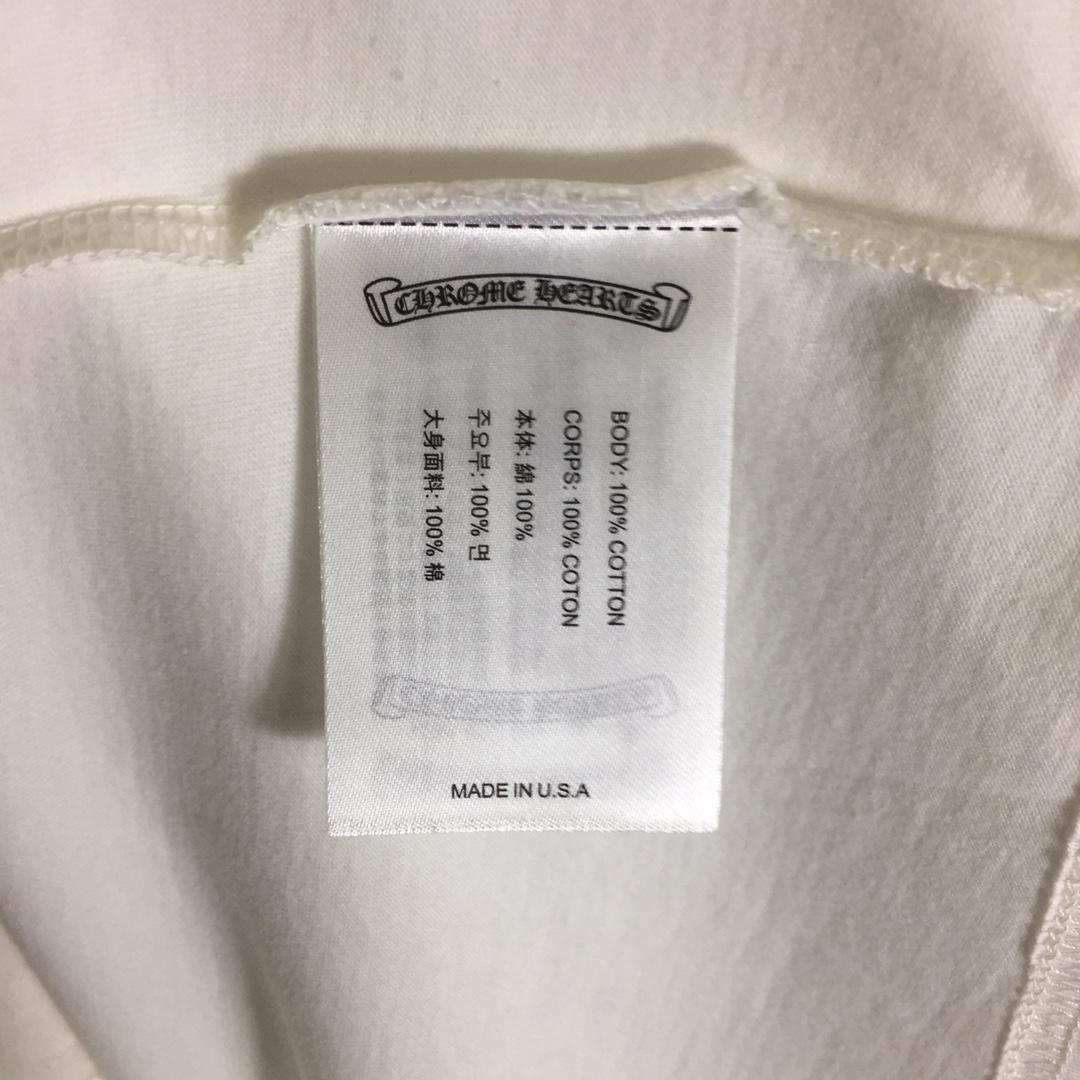 CHROME HEARTS
BODY: 100% COTTON
CORPS: 100% COTON
本体: 綿 100%
주요부: 100% 면
大身面料: 100% 棉
MADE IN U.S.A